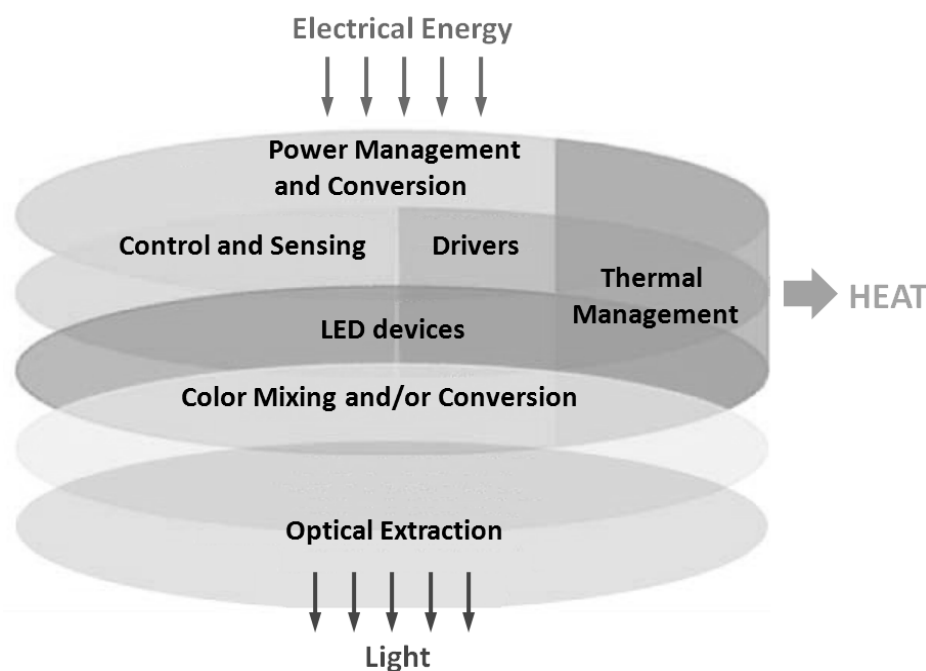 Electrical Energy
Power Management
and Conversion
Control and Sensing
Drivers
Thermal
Management
HEAT
LED devices
Color Mixing and/or Conversion
Optical Extraction
Light